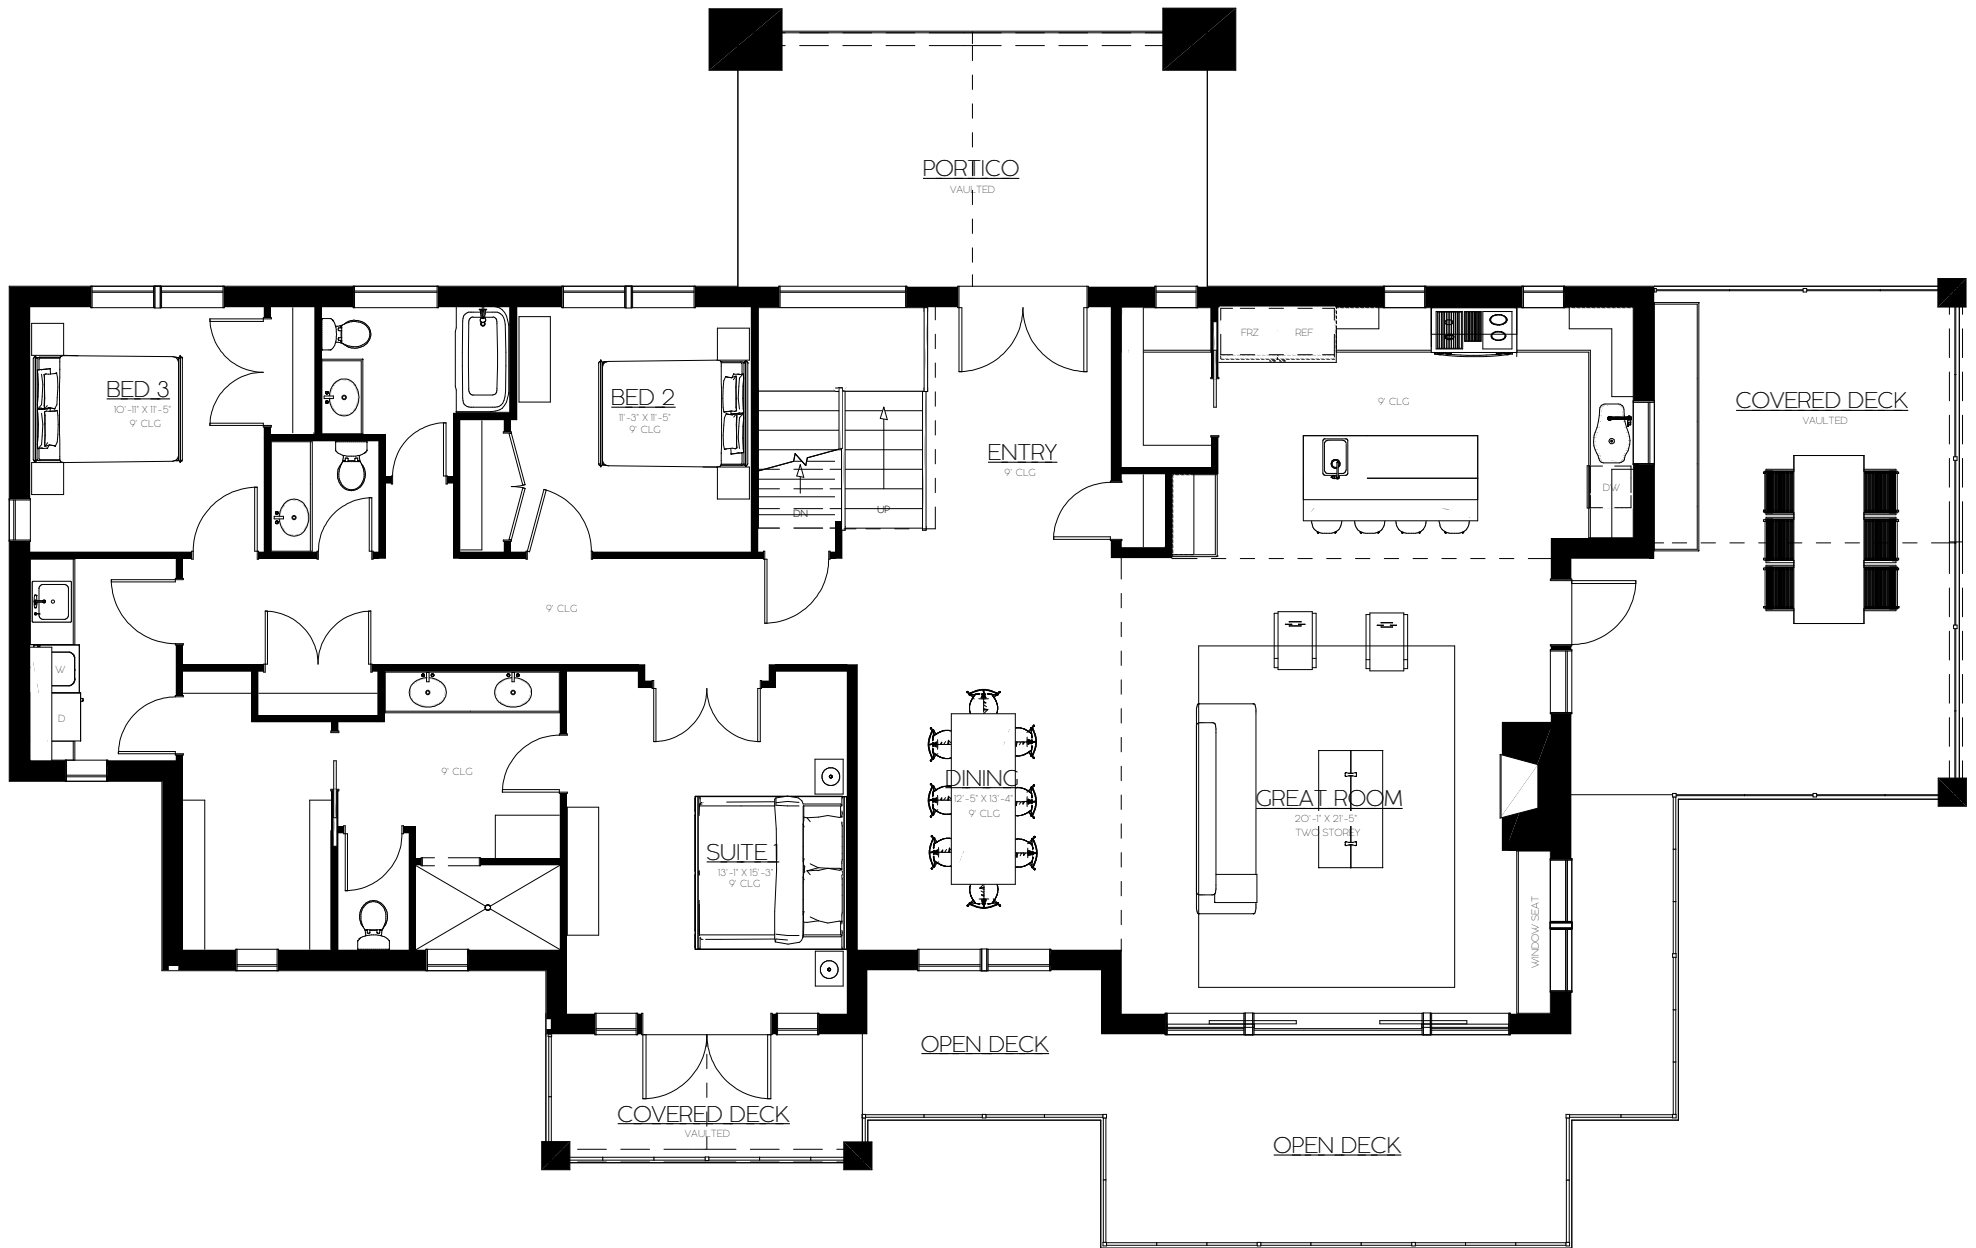 PORTICO
VAULTED
FRZ
REF
BED 3
10'-11" X 11'-5"
9' CLG
BED 2
11'-3" X 11'-5"
9' CLG
9' CLG
COVERED DECK
VAULTED
ENTRY
9' CLG
DN
UP
DW
9' CLG
W
D
9' CLG
DINING
12'-5" X 13'-4"
9' CLG
GREAT ROOM
20'-1" X 21'-5"
TWO STOREY
SUITE 1
13'-1" X 15'-3"
9' CLG
WINDOW SEAT
OPEN DECK
COVERED DECK
VAULTED
OPEN DECK